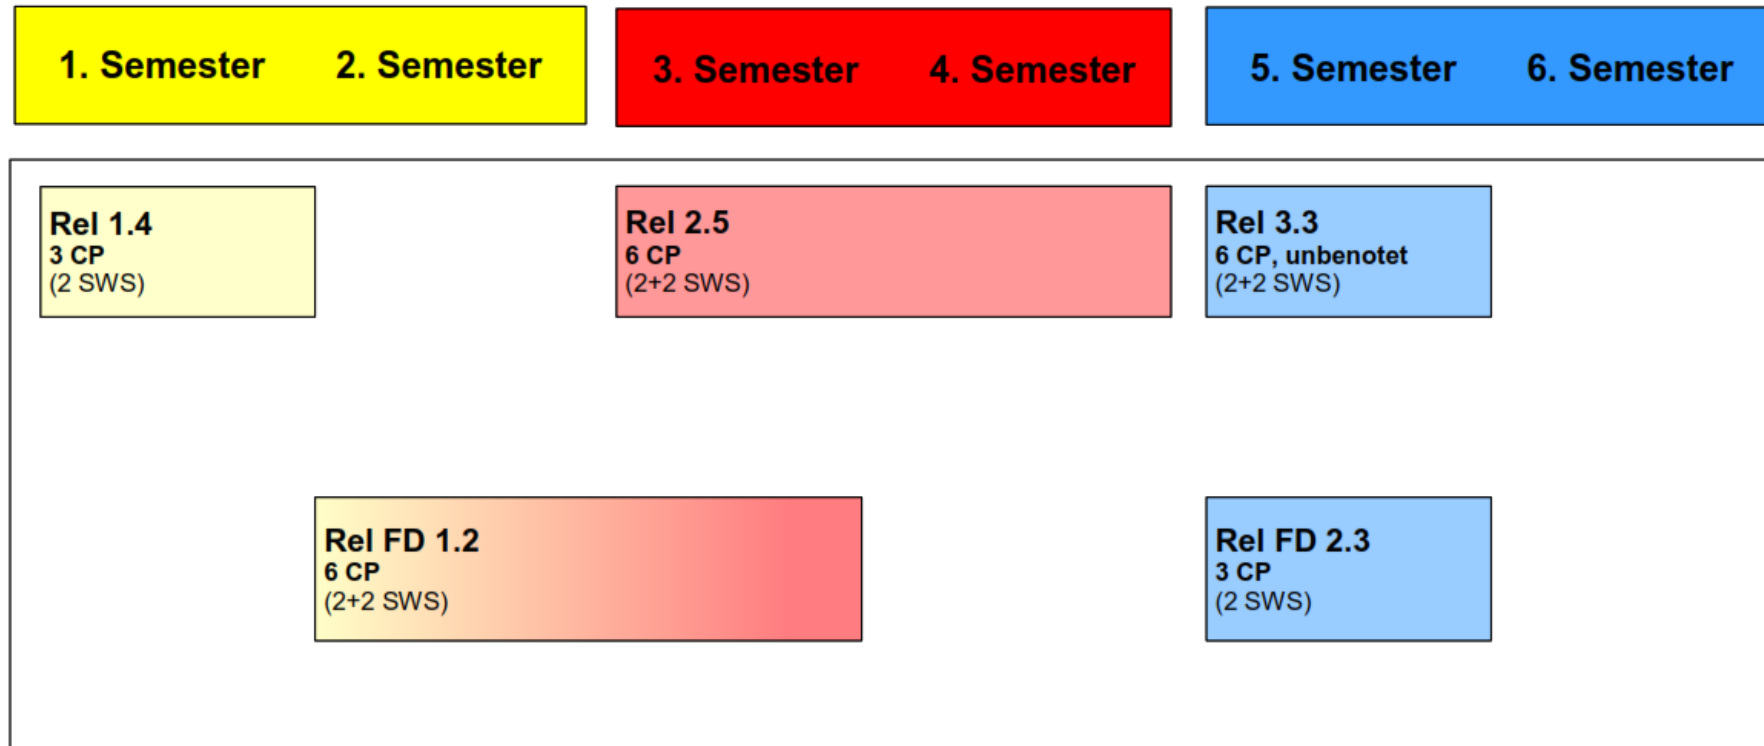 1. Semester 2. Semester
3. Semester 4. Semester
5. Semester 6. Semester
Rel 1.4
3 CP
(2 SWS)
Rel 2.5
6 CP
(2+2 SWS)
Rel 3.3
6 CP, unbenotet
(2+2 SWS)
Rel FD 1.2
6 CP
(2+2 SWS)
Rel FD 2.3
3 CP
(2 SWS)